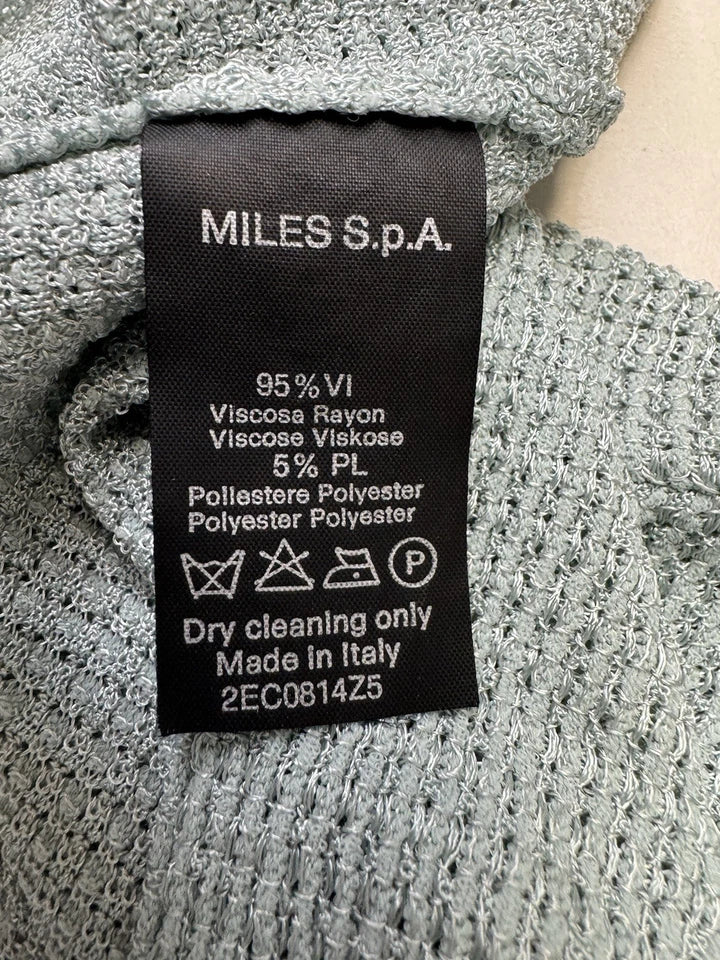 MILES S.p.A.
95% VI
Viscosa Rayon
Viscose Viskose
5% PL
Poliestere Polyester
Polyester Polyester
P
Dry cleaning only
Made in Italy
2EC0814Z5